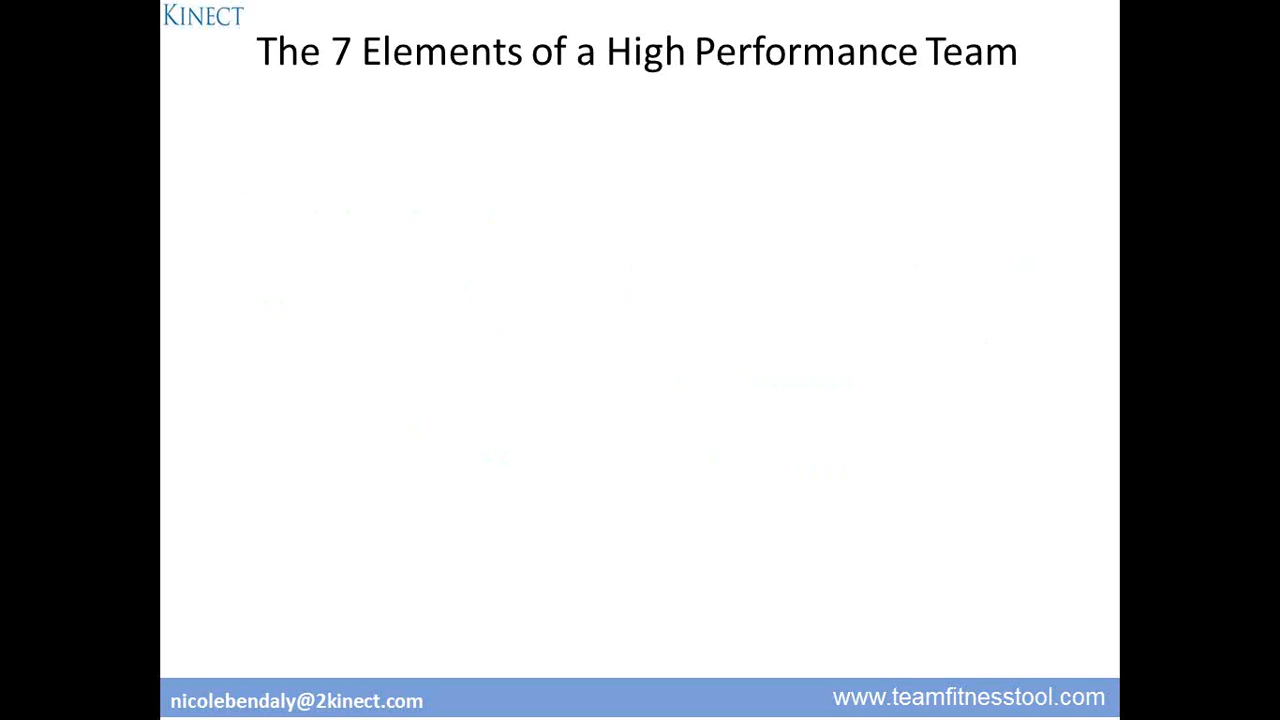 KINECT
The 7 Elements of a High Performance Team
nicolebendaly@2kinect.com
www.teamfitnesstool.com